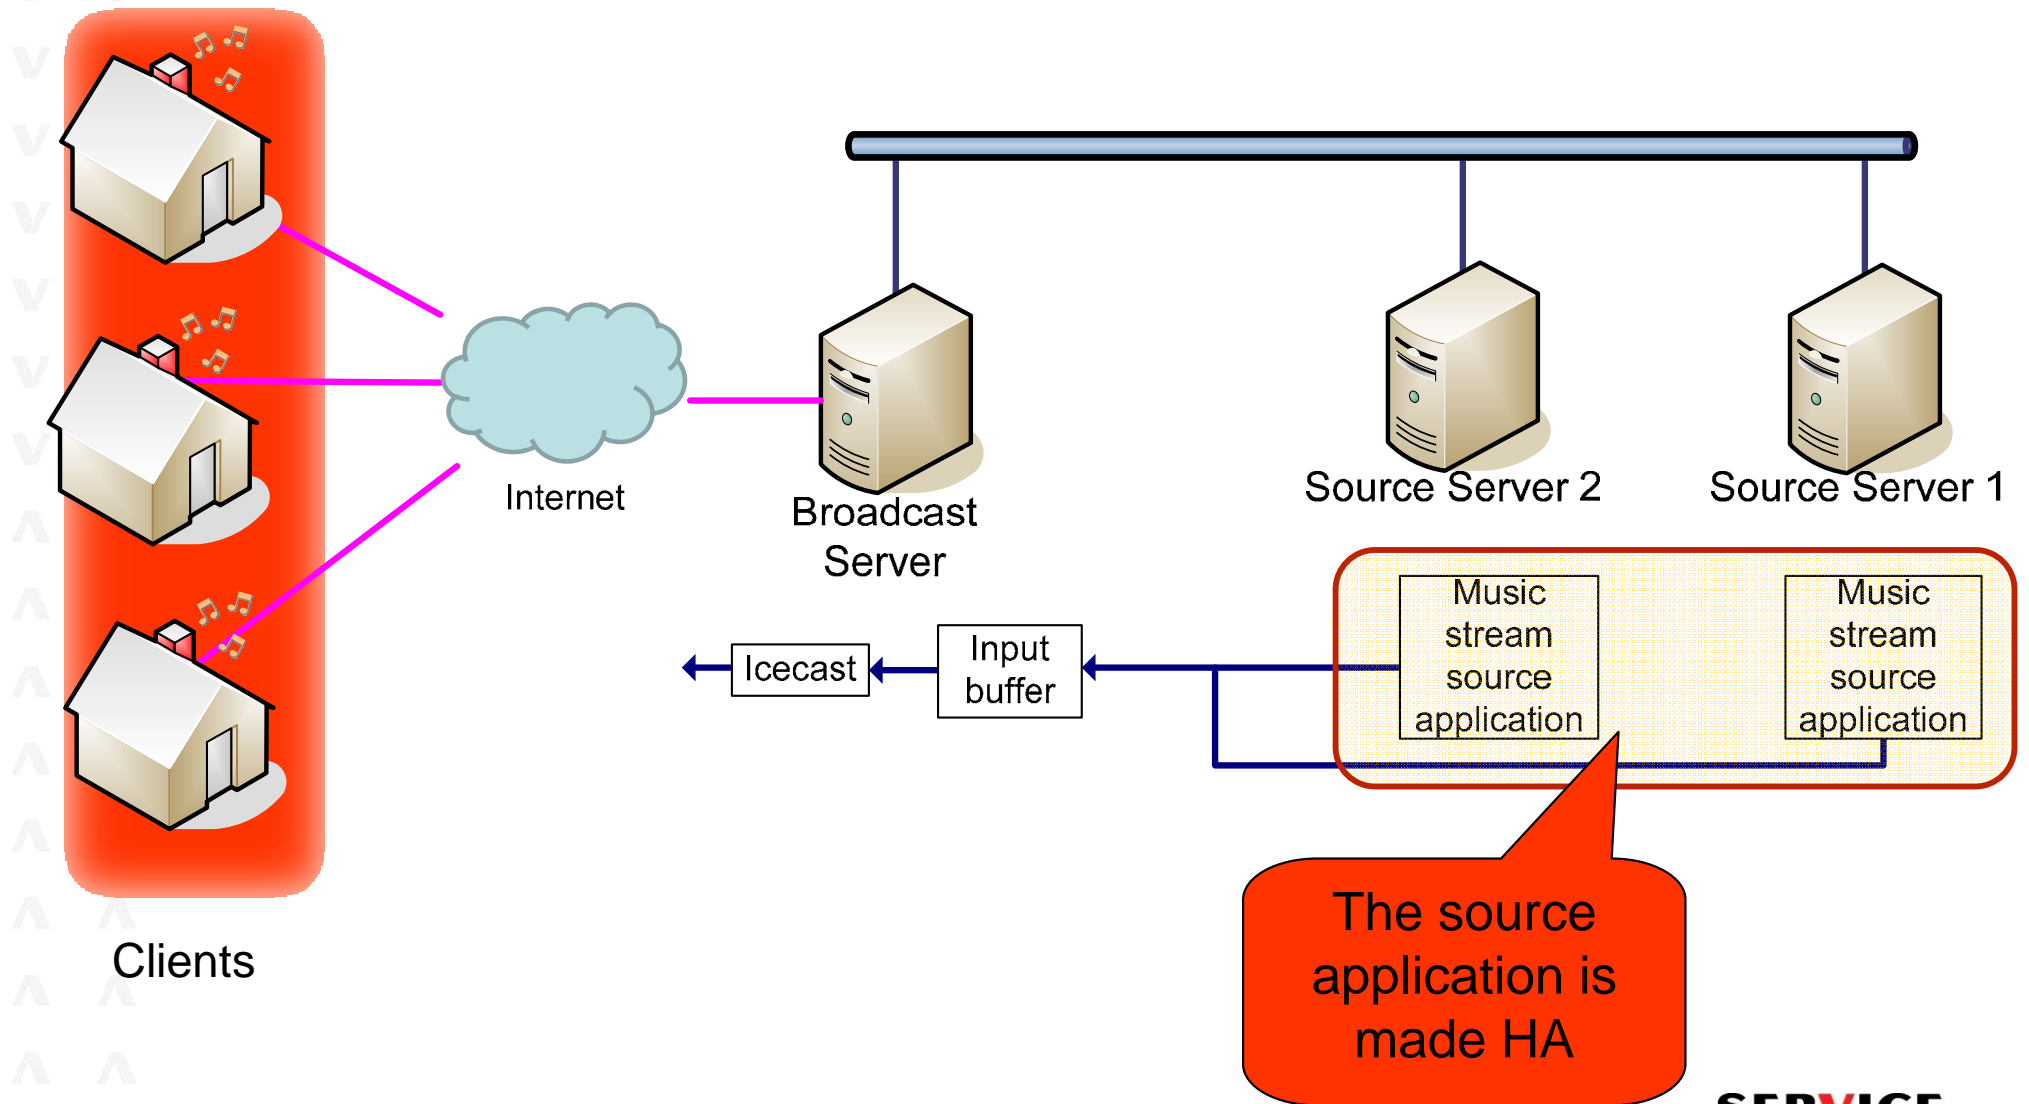 Internet
Broadcast
Server
Source Server 2
Source Server 1
Icecast
Input
buffer
Music
stream
source
application
Music
stream
source
application
Clients
The source
application is
made HA
SERVICE